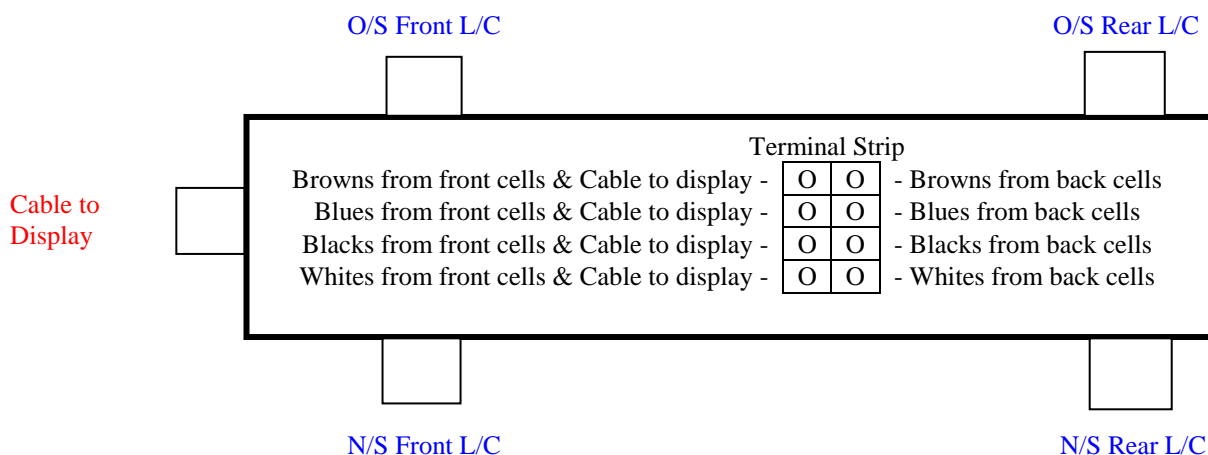 O/S Front L/C
O/S Rear L/C
Terminal Strip
Browns from front cells & Cable to display - O O - Browns from back cells
Blues from front cells & Cable to display - O O - Blues from back cells
Blacks from front cells & Cable to display - O O - Blacks from back cells
Whites from front cells & Cable to display - O O - Whites from back cells
Cable to
Display
N/S Front L/C
N/S Rear L/C